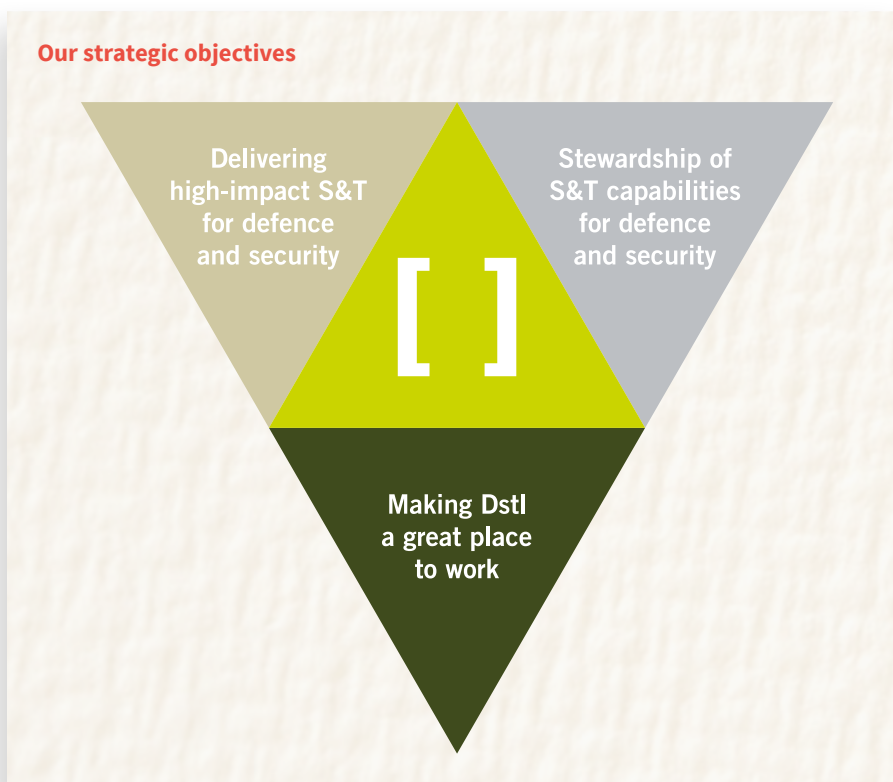 Our strategic objectives
Delivering
high-impact S&T
for defence
and security
Stewardship of
S&T capabilities
for defence
and security
[ ]
Making Dstl
a great place
to work